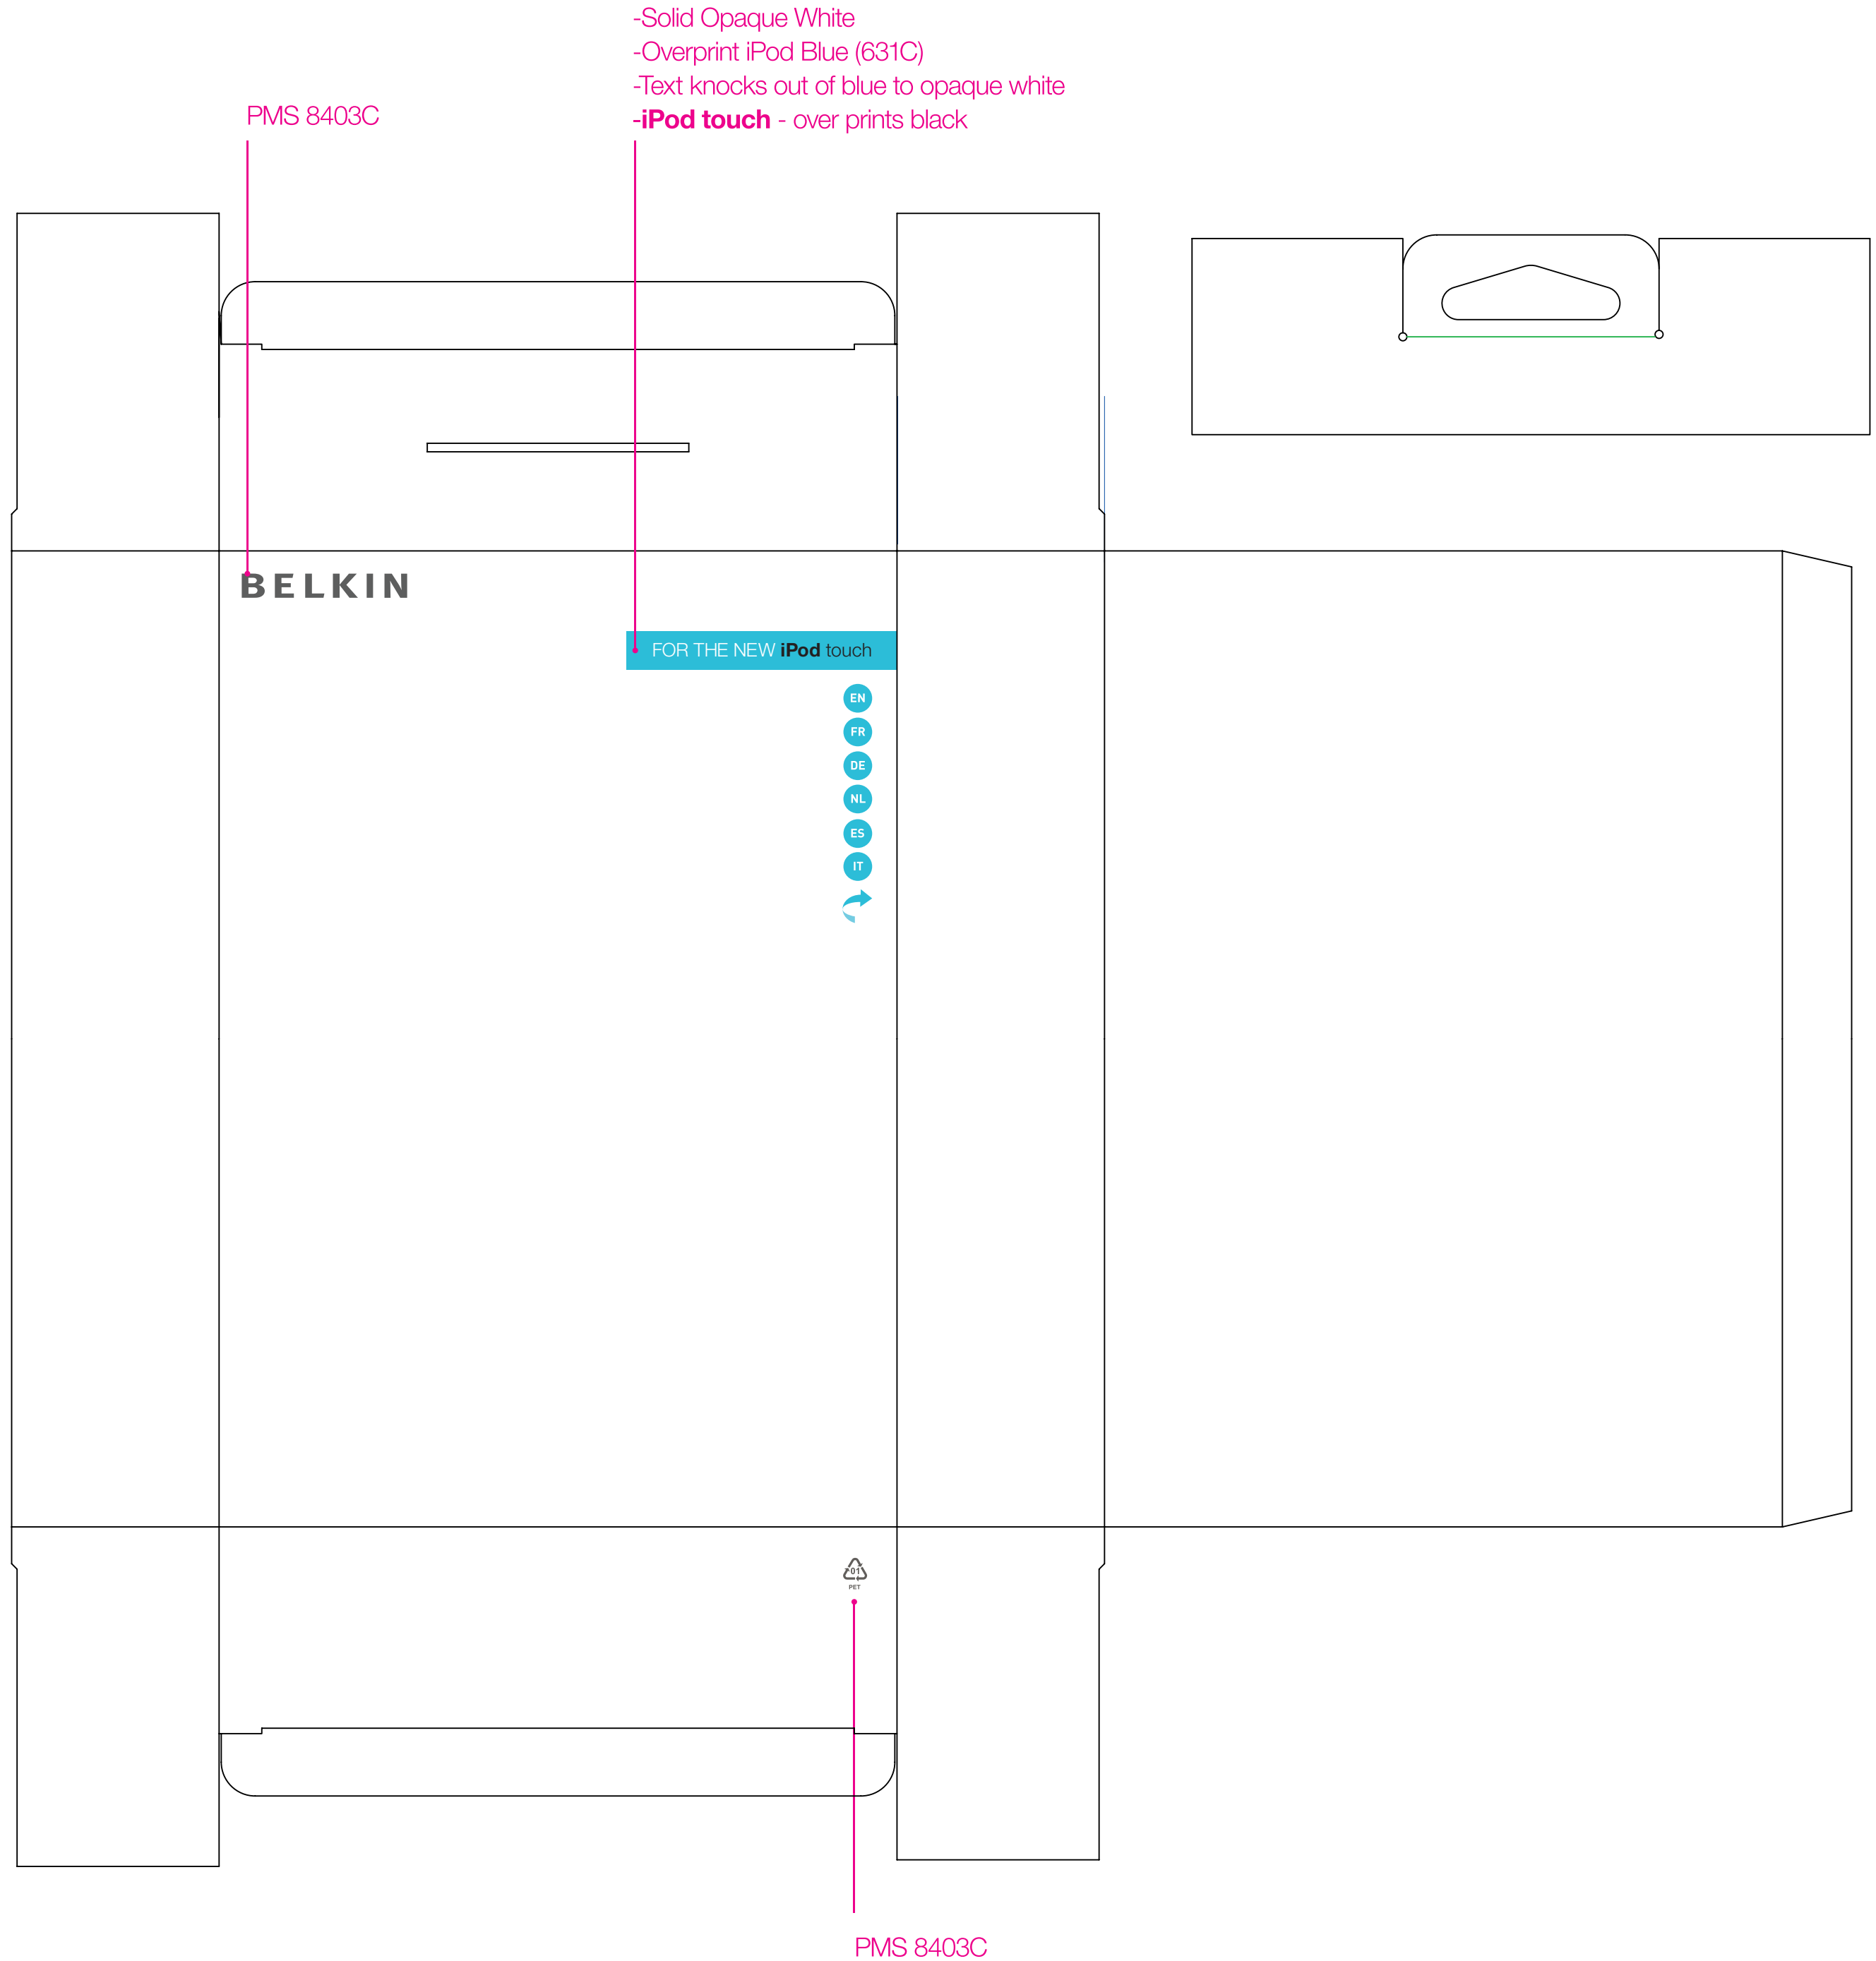 -Solid Opaque White
-Overprint iPod Blue (631C)
-Text knocks out of blue to opaque white
-iPod touch - over prints black
PMS 8403C
BELKIN
FOR THE NEW iPod touch
EN
FR
DE
NL
ES
IT
01
PET
PMS 8403C